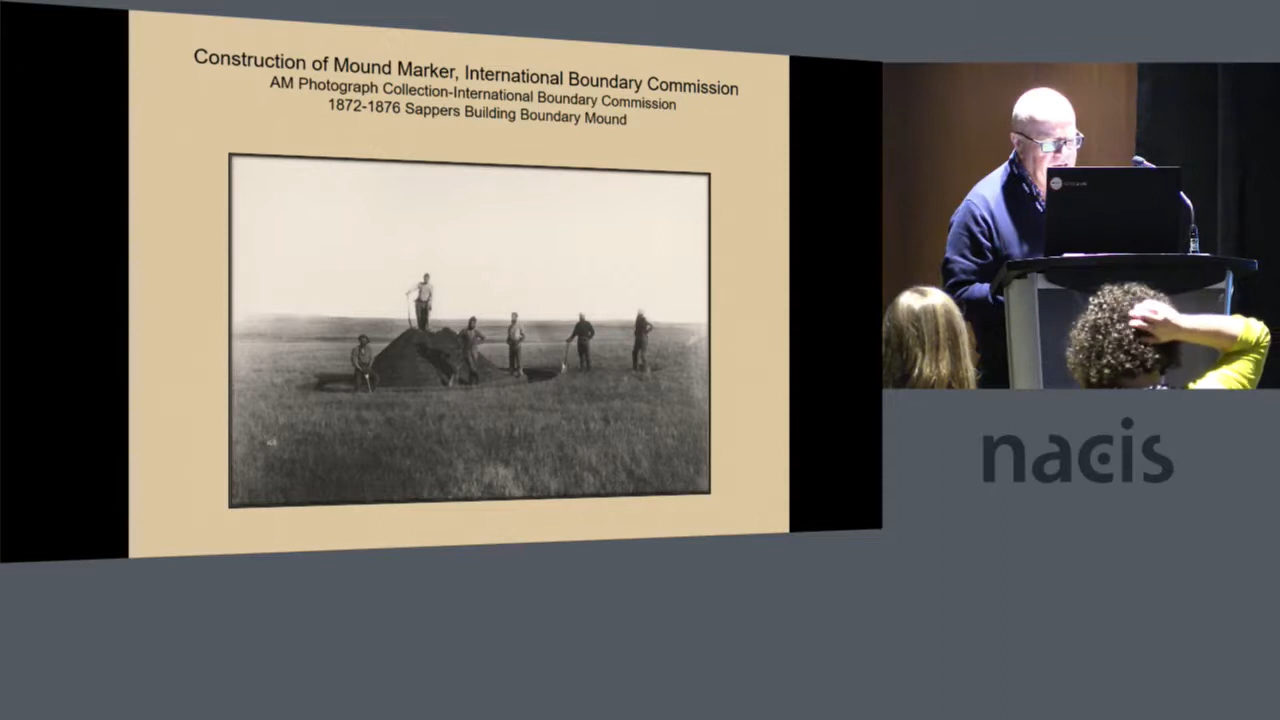 Construction of Mound Marker, International Boundary Commission
AM Photograph Collection-International Boundary Commission
1872-1876 Sappers Building Boundary Mound
nacis